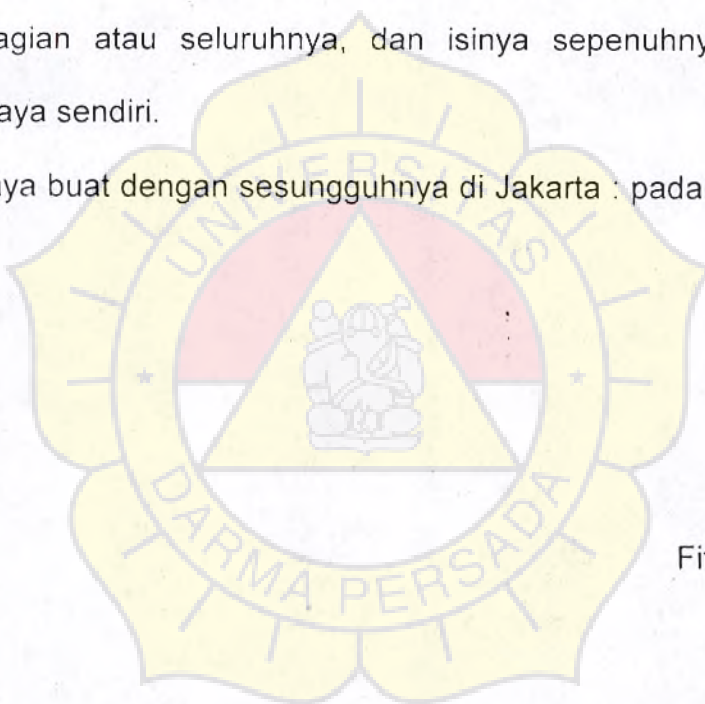 agian atau seluruhnya, dan isinya sepenuhny
aya sendiri.
aya buat dengan sesungguhnya di Jakarta : pada
UNIVERSITAS
DARMA PERSADA
Fi